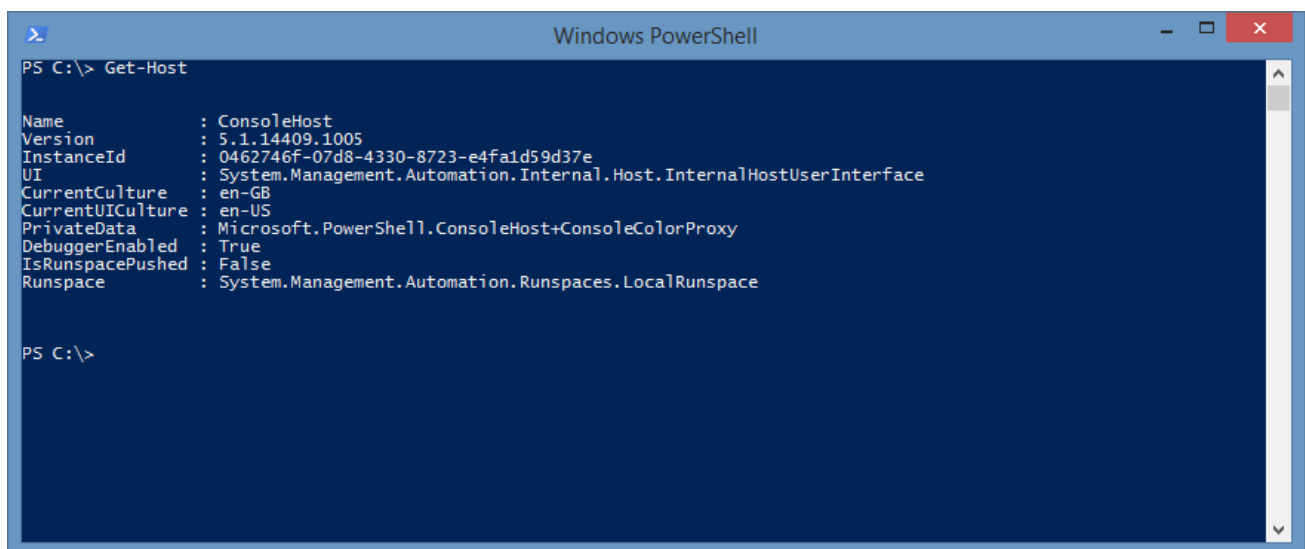 Windows PowerShell
PS C:\> Get-Host
Name             : ConsoleHost
Version          : 5.1.14409.1005
InstanceId       : 0462746f-07d8-4330-8723-e4fa1d59d37e
UI               : System.Management.Automation.Internal.Host.InternalHostUserInterface
CurrentCulture   : en-GB
CurrentUICulture : en-US
PrivateData      : Microsoft.PowerShell.ConsoleHost+ConsoleColorProxy
DebuggerEnabled  : True
IsRunspacePushed : False
Runspace         : System.Management.Automation.Runspaces.LocalRunspace
PS C:\>